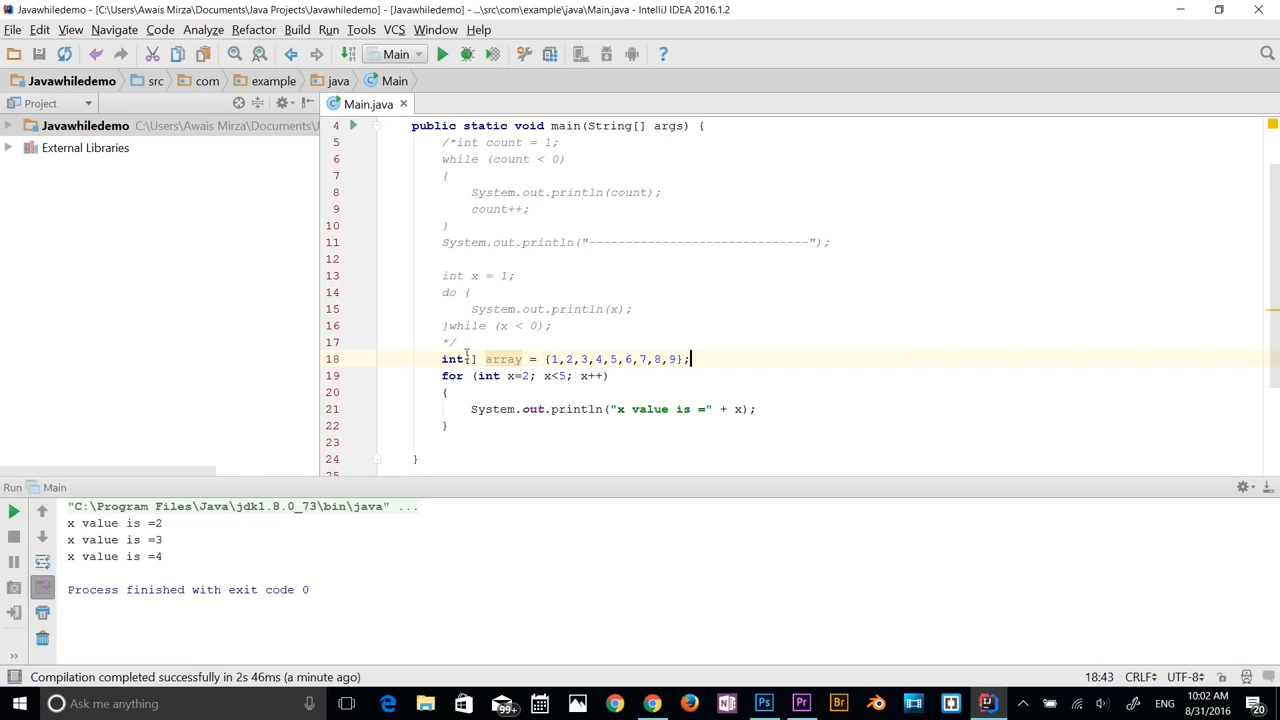 Javawhiledemo - [C:\Users\Awais Mirza\Documents\Java Projects\Javawhiledemo] - [Javawhiledemo] - ...\src\com\example\java\Main.java - IntelliJ IDEA 2016.1.2
File Edit View Navigate Code Analyze Refactor Build Run Tools VCS Window Help
Main
Javawhiledemo src com example java Main
Project
Main.java
Javawhiledemo C:\Users\Awais Mirza\Documents\J
External Libraries
4 public static void main(String[] args) {
5 /*int count = 1;
6 while (count < 0)
7 {
8 System.out.println(count);
9 count++;
10 }
11 System.out.println("------------------------------");
12
13 int x = 1;
14 do {
15 System.out.println(x);
16 }while (x < 0);
17 */
18 int[] array = {1,2,3,4,5,6,7,8,9};
19 for (int x=2; x<5; x++)
20 {
21 System.out.println("x value is =" + x);
22 }
23
24 }
Run Main
"C:\Program Files\Java\jdk1.8.0_73\bin\java" ...
x value is =2
x value is =3
x value is =4
Process finished with exit code 0
Compilation completed successfully in 2s 46ms (a minute ago)
18:43 CRLF UTF-8
Ask me anything
99+
ENG
10:02 AM
8/31/2016
20